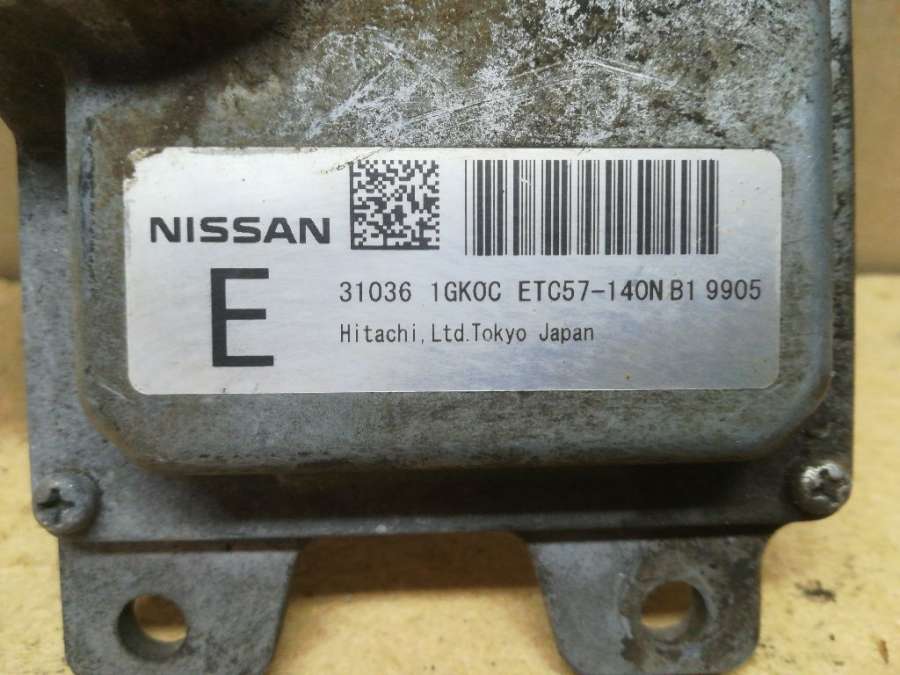 NISSAN
E
31036 1GK0C ETC57-140N B1 9905
Hitachi,Ltd.Tokyo Japan